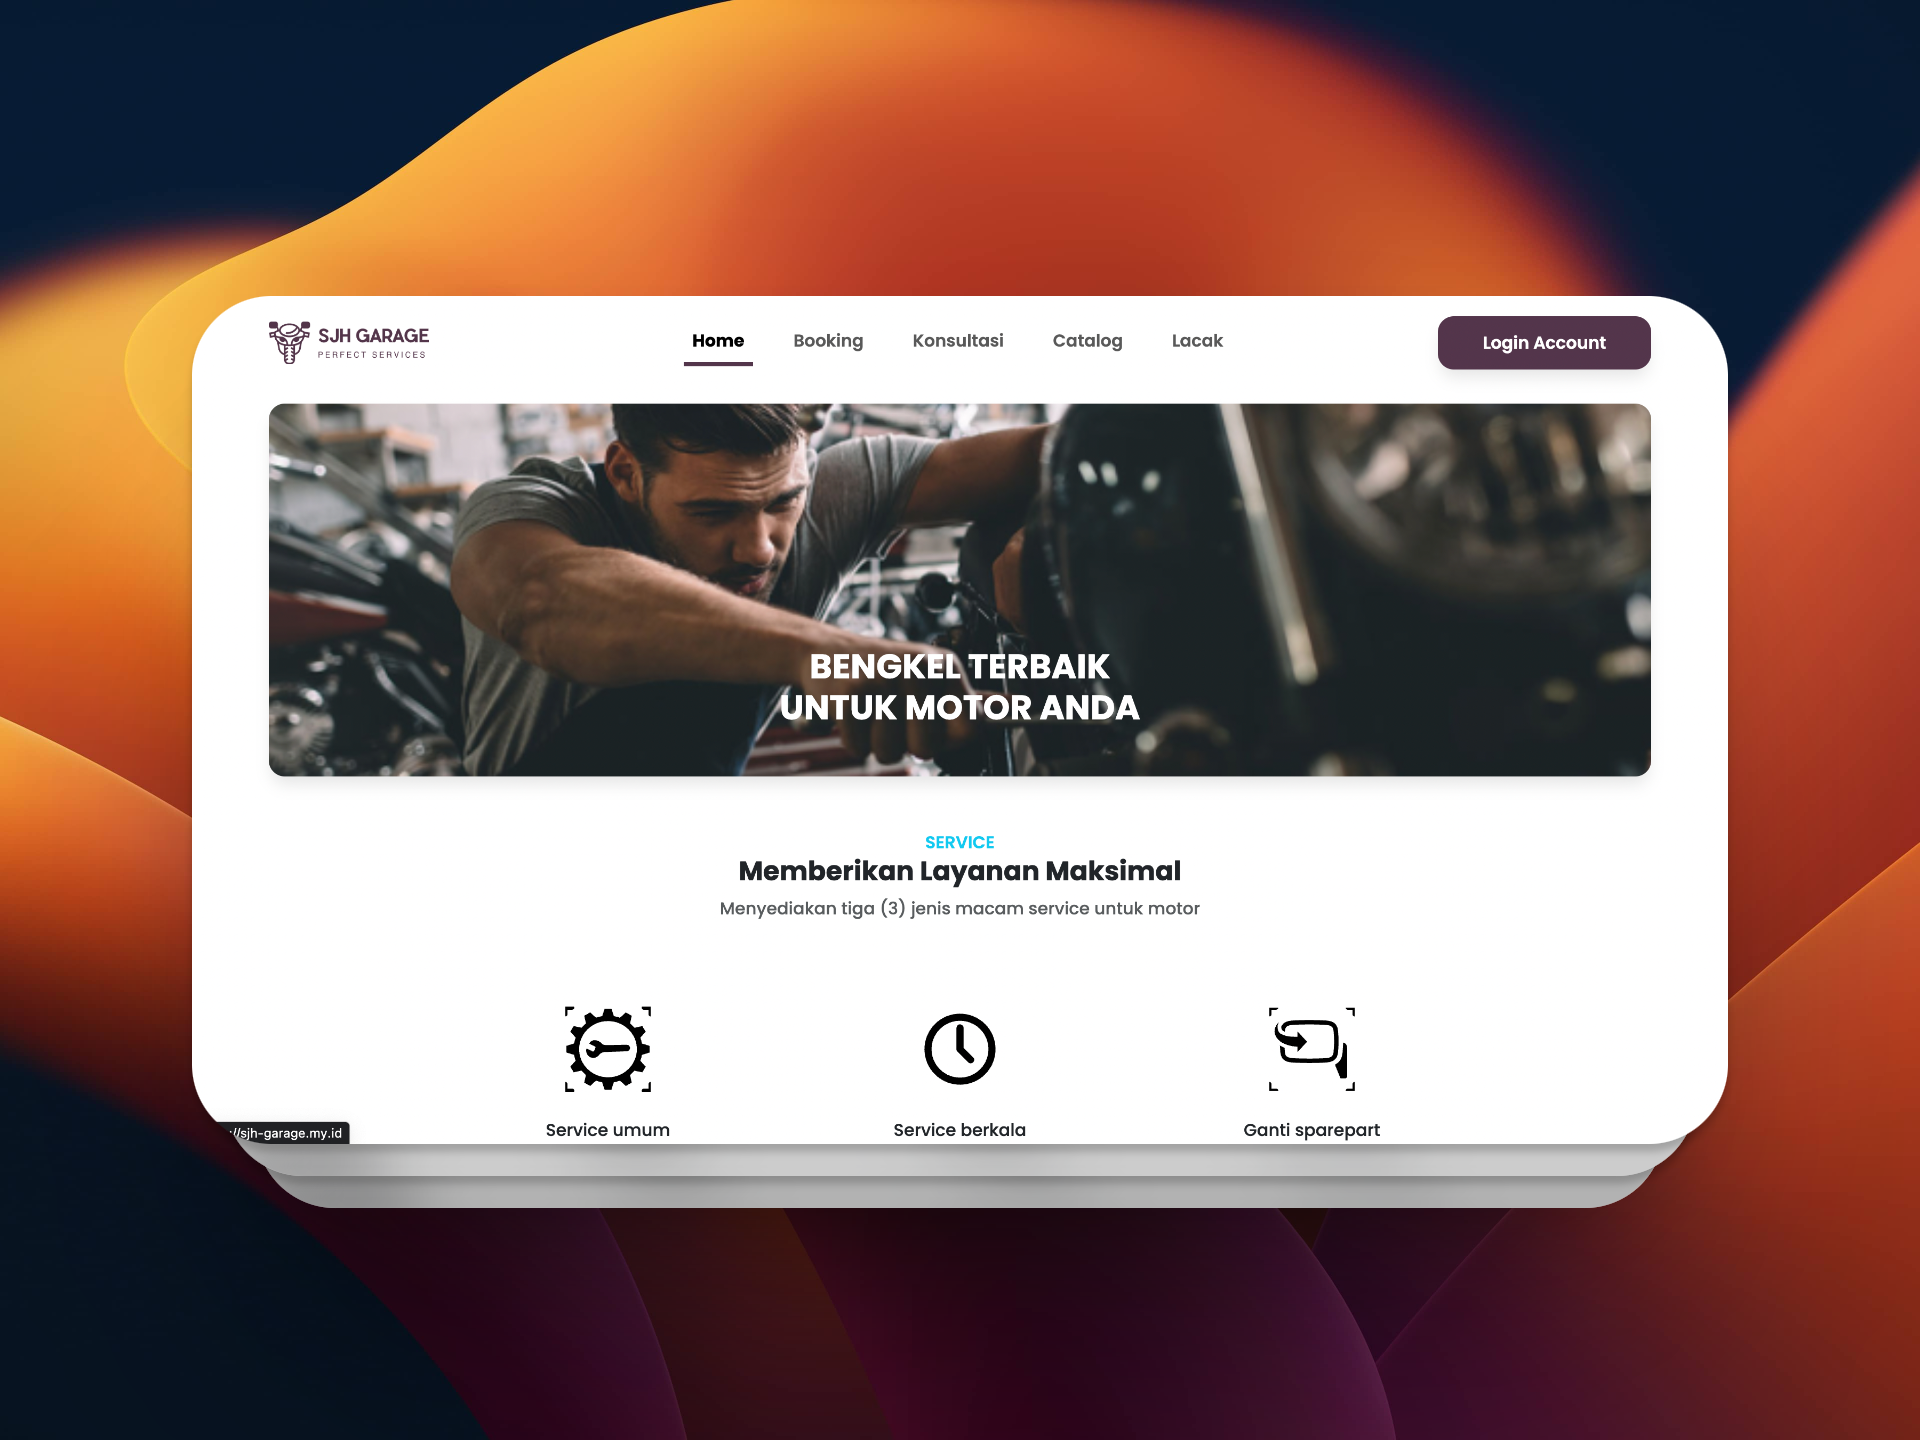 SJH GARAGE
PERFECT SERVICES
Home
Booking
Konsultasi
Catalog
Lacak
Login Account
BENGKEL TERBAIK
UNTUK MOTOR ANDA
SERVICE
Memberikan Layanan Maksimal
Menyediakan tiga (3) jenis macam service untuk motor
Service umum
Service berkala
Ganti sparepart
//sjh-garage.my.id